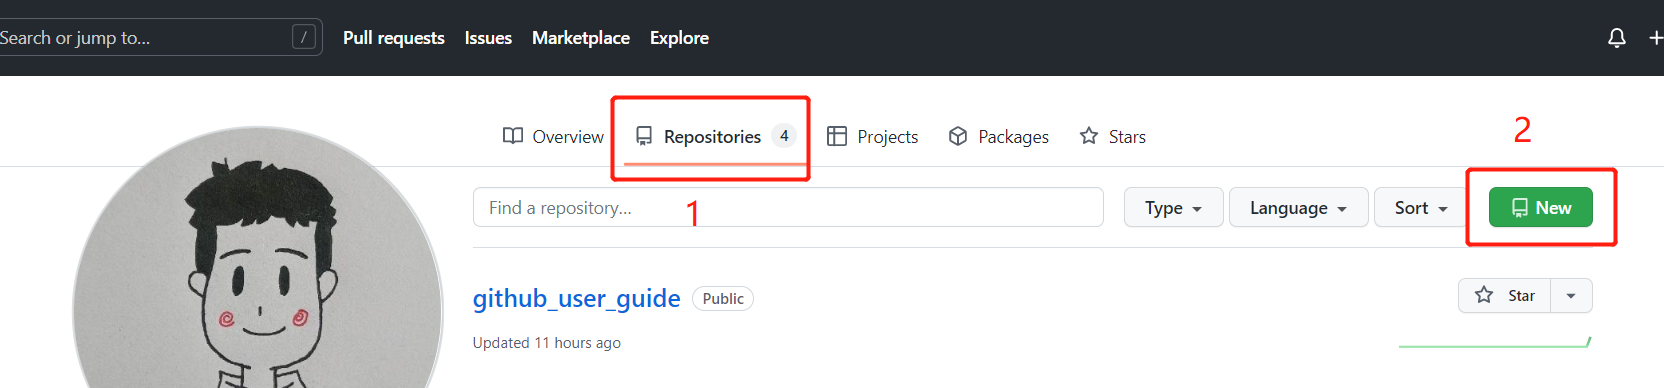 Search or jump to... /
Pull requests Issues Marketplace Explore
Overview Repositories 4 Projects Packages Stars
2
Find a repository...
1
Type Language Sort New
github_user_guide Public
Star
Updated 11 hours ago